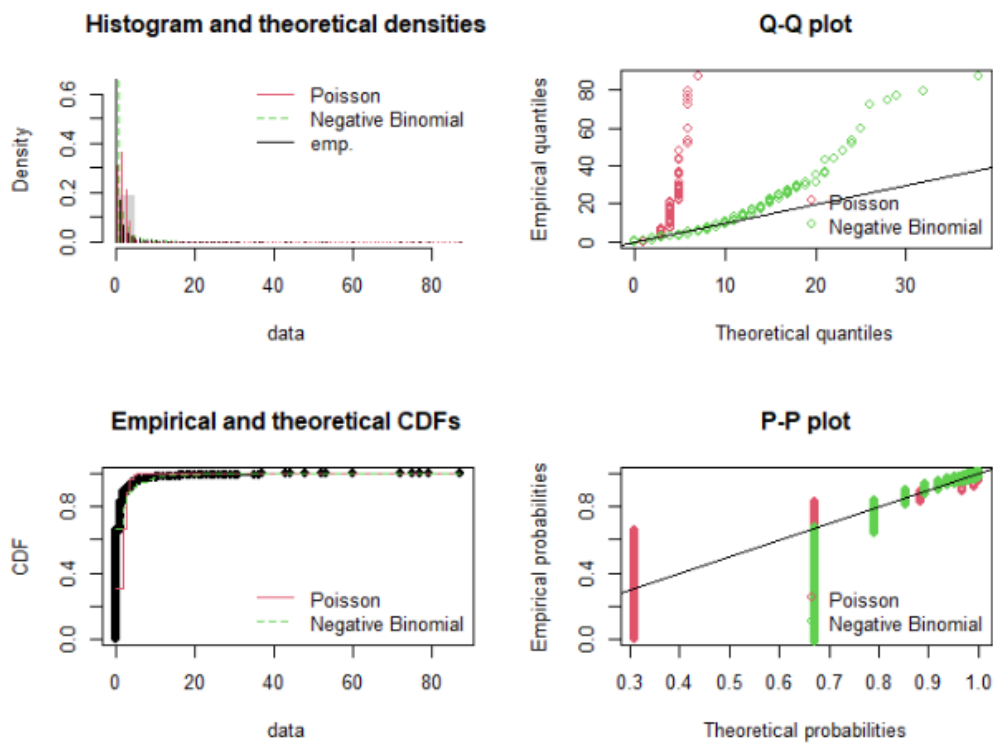 Histogram and theoretical densities
Density
0.0 0.2 0.4 0.6
Poisson
Negative Binomial
emp.
0 20 40 60 80
data
Q-Q plot
Empirical quantiles
0 20 40 60 80
Poisson
Negative Binomial
0 10 20 30
Theoretical quantiles
Empirical and theoretical CDFs
CDF
0.0 0.4 0.8
Poisson
Negative Binomial
0 20 40 60 80
data
P-P plot
Empirical probabilities
0.0 0.4 0.8
Poisson
Negative Binomial
0.3 0.4 0.5 0.6 0.7 0.8 0.9 1.0
Theoretical probabilities